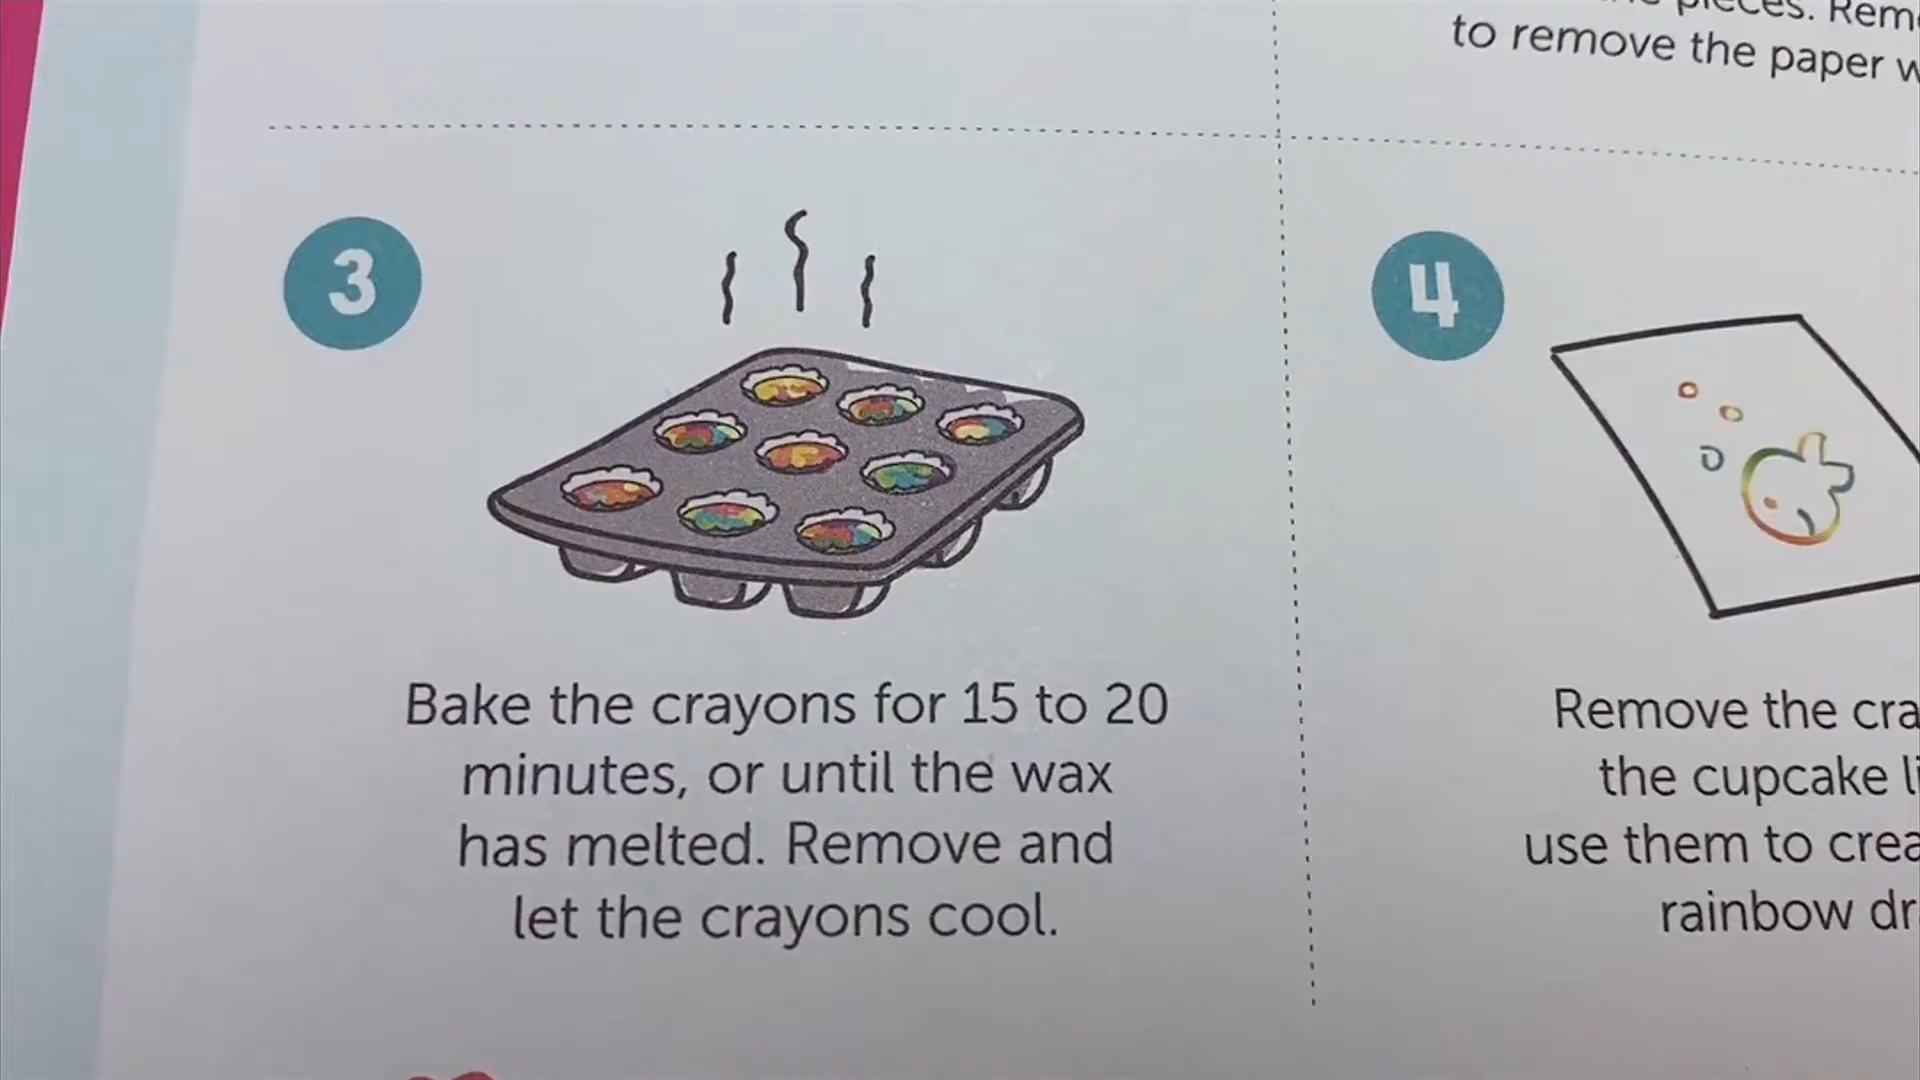 pieces.
to remove the paper
3
Bake the crayons for 15 to 20
minutes, or until the wax
has melted. Remove and
let the crayons cool.
4
Remove the
the cupcake
use them to
rainbow